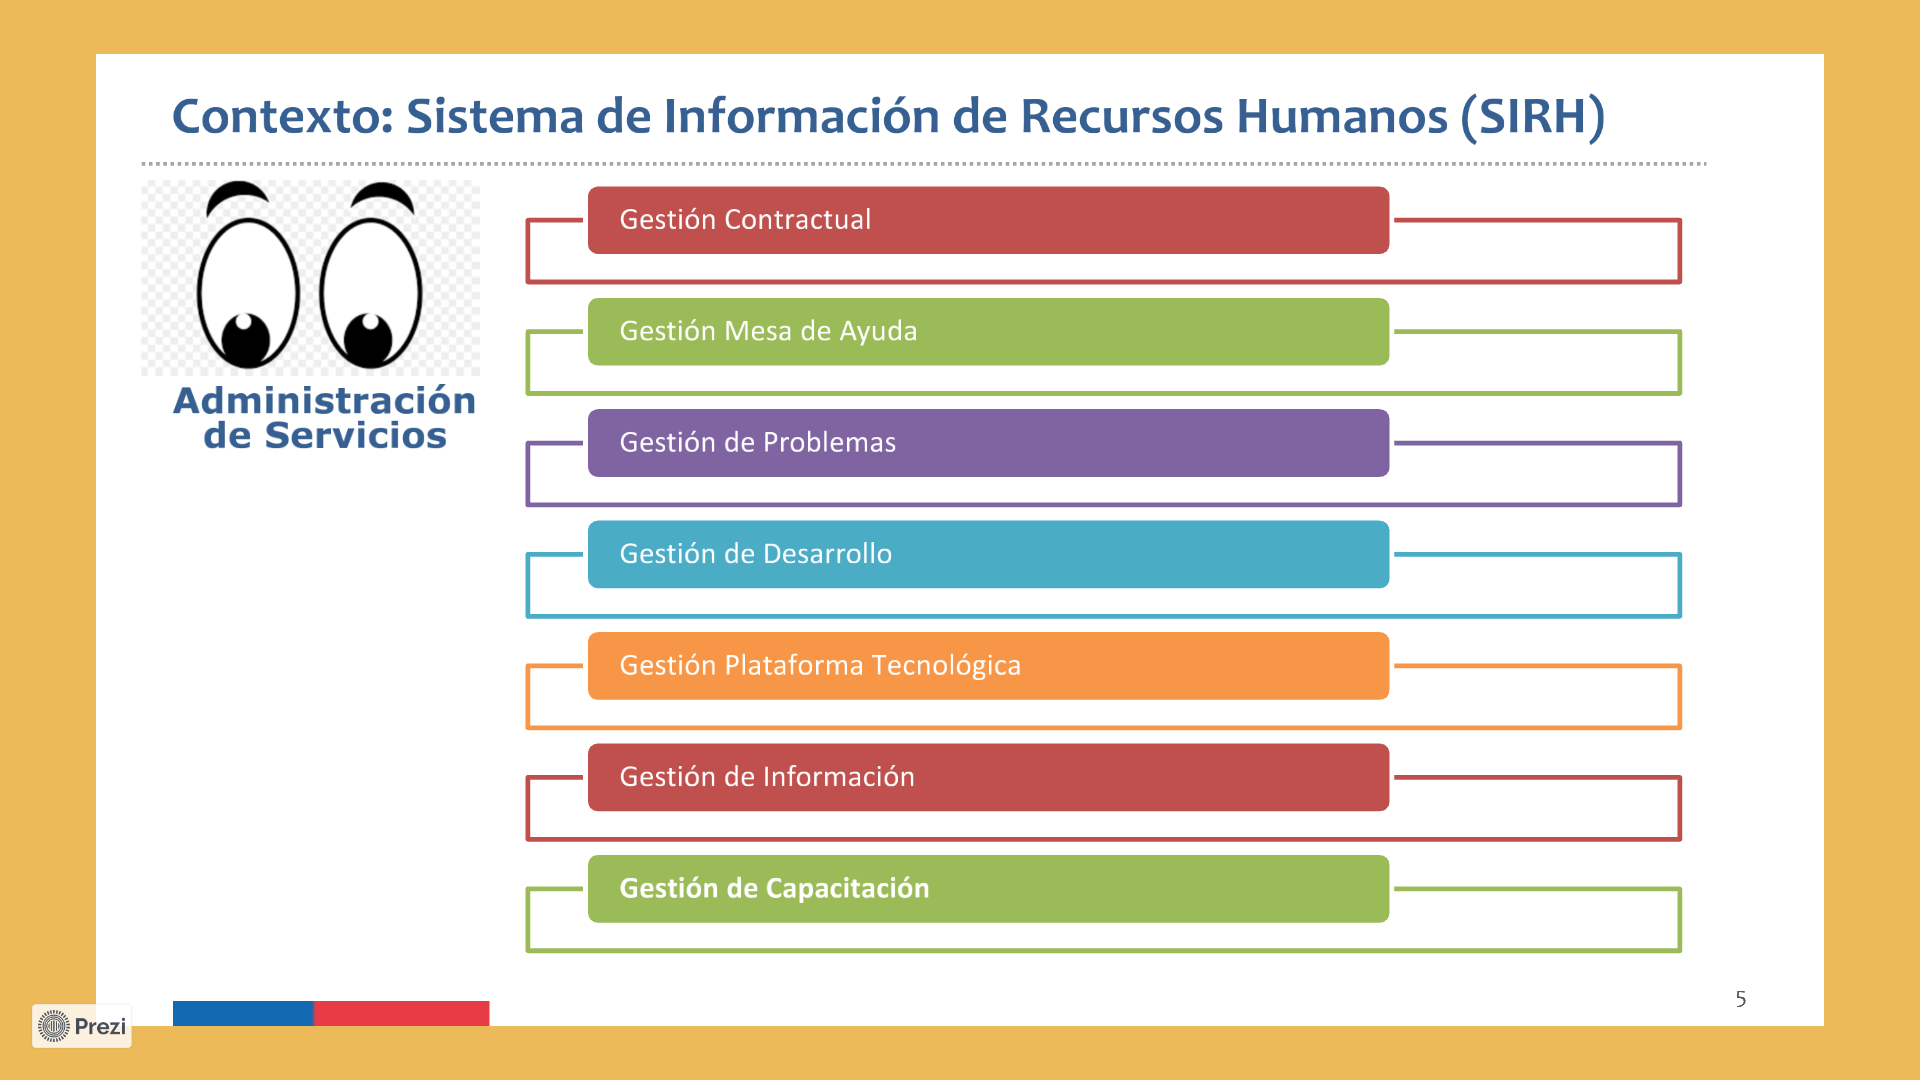 Contexto: Sistema de Información de Recursos Humanos (SIRH)
Administración
de Servicios
Gestión Contractual
Gestión Mesa de Ayuda
Gestión de Problemas
Gestión de Desarrollo
Gestión Plataforma Tecnológica
Gestión de Información
Gestión de Capacitación
5
Prezi